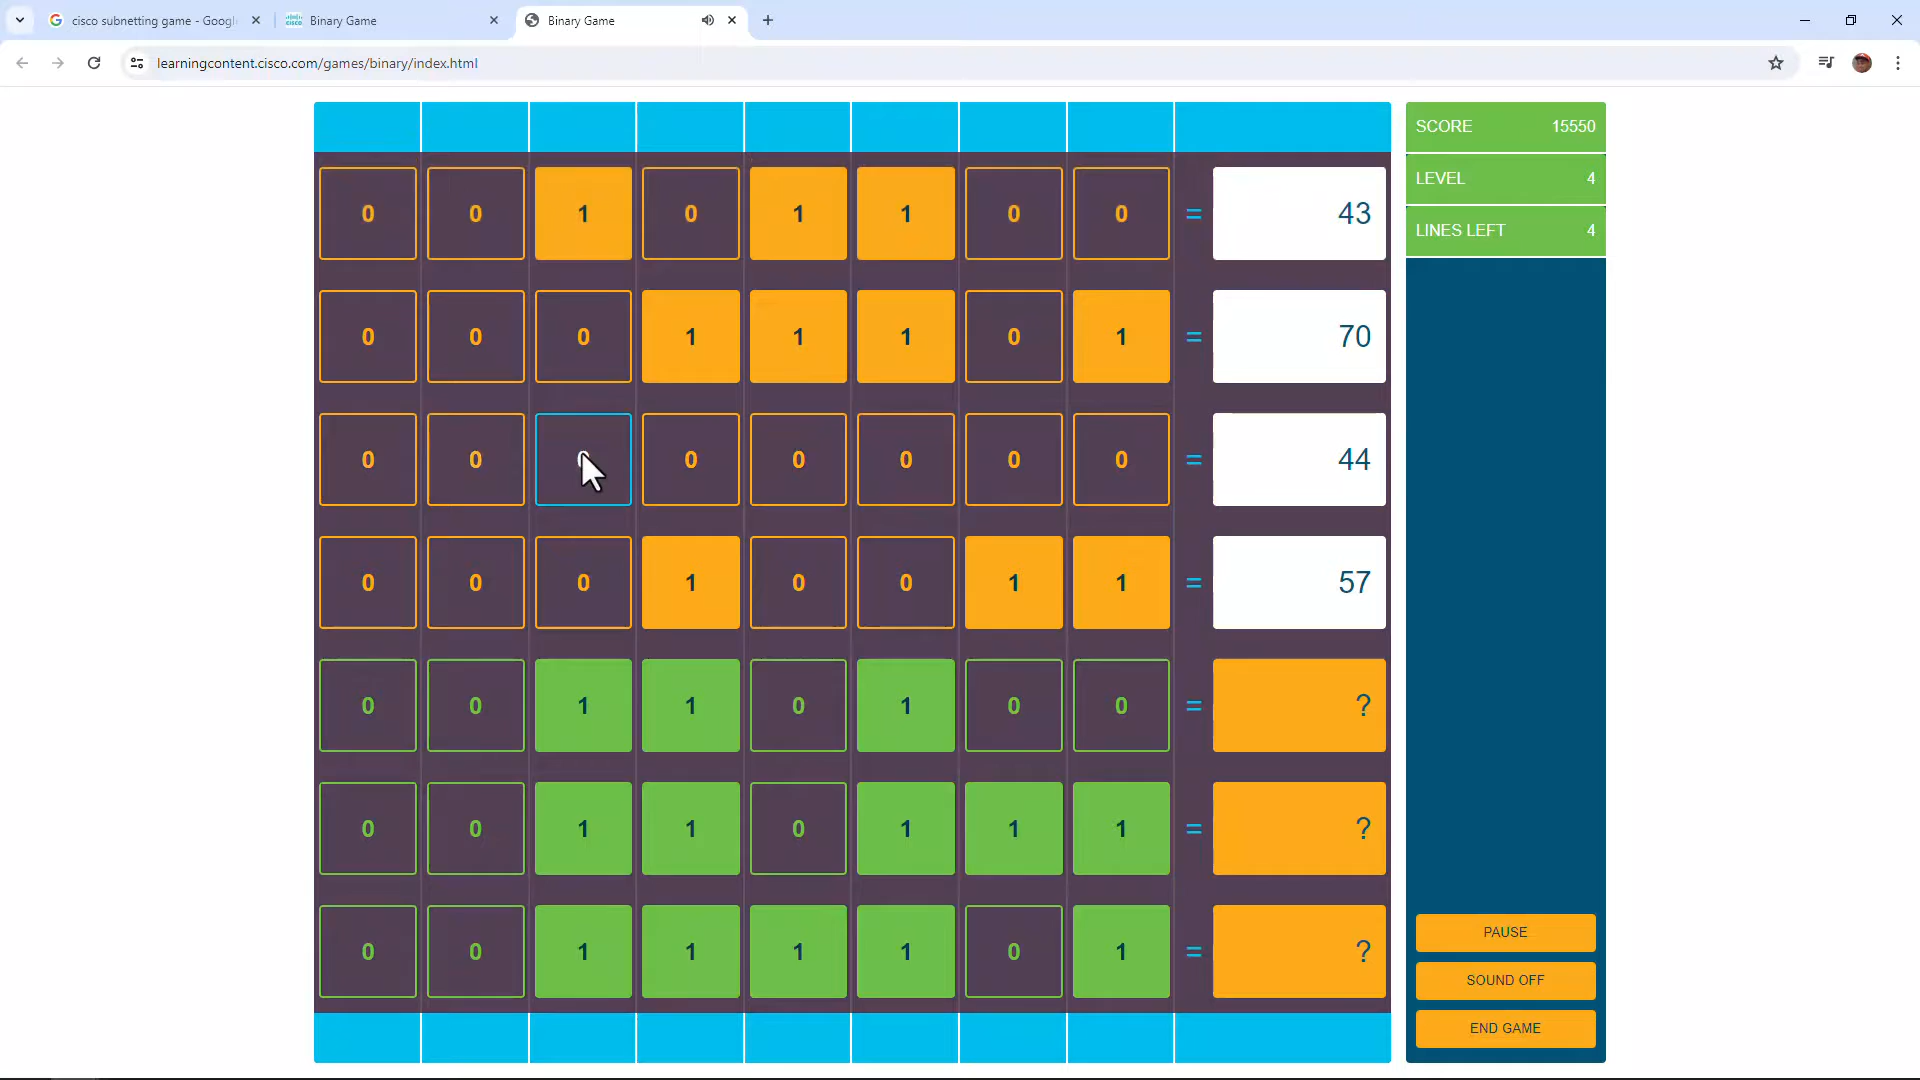 cisco subnetting game - Googl
Binary Game
Binary Game
learningcontent.cisco.com/games/binary/index.html
0 0 1 0 1 1 0 0 = 43
0 0 0 1 1 1 0 1 = 70
0 0 0 0 0 0 0 0 = 44
0 0 0 1 0 0 1 1 = 57
0 0 1 1 0 1 0 0 = ?
0 0 1 1 0 1 1 1 = ?
0 0 1 1 1 1 0 1 = ?
SCORE 15550
LEVEL 4
LINES LEFT 4
PAUSE
SOUND OFF
END GAME